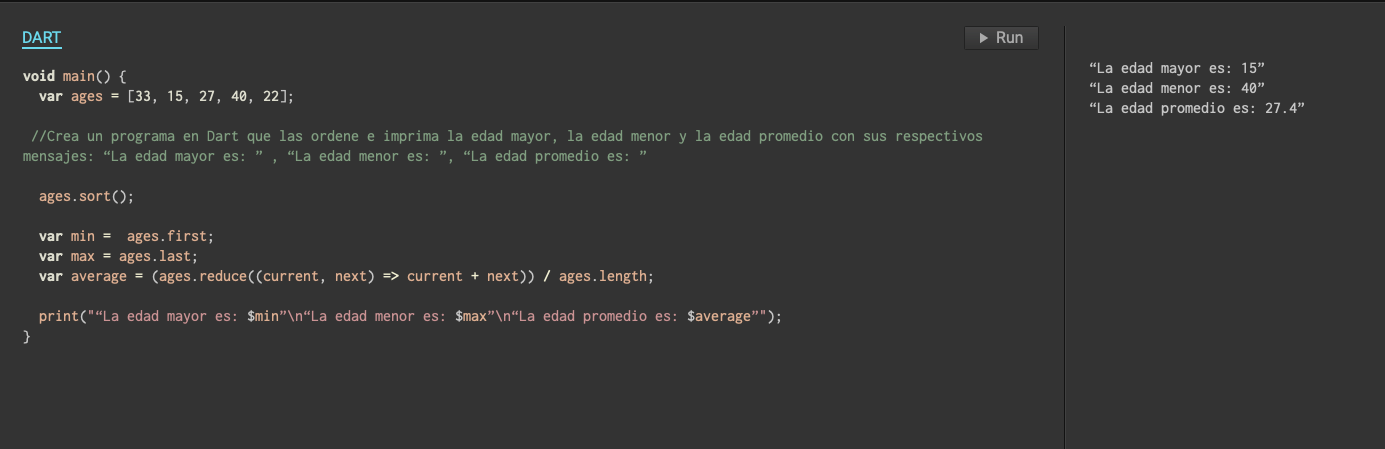 DART
Run
void main() {
  var ages = [33, 15, 27, 40, 22];
 //Crea un programa en Dart que las ordene e imprima la edad mayor, la edad menor y la edad promedio con sus respectivos
mensajes: “La edad mayor es: ” , “La edad menor es: ”, “La edad promedio es: ”
  ages.sort();
  var min =  ages.first;
  var max = ages.last;
  var average = (ages.reduce((current, next) => current + next)) / ages.length;
  print("“La edad mayor es: $min”\n“La edad menor es: $max”\n“La edad promedio es: $average”");
}
“La edad mayor es: 15”
“La edad menor es: 40”
“La edad promedio es: 27.4”